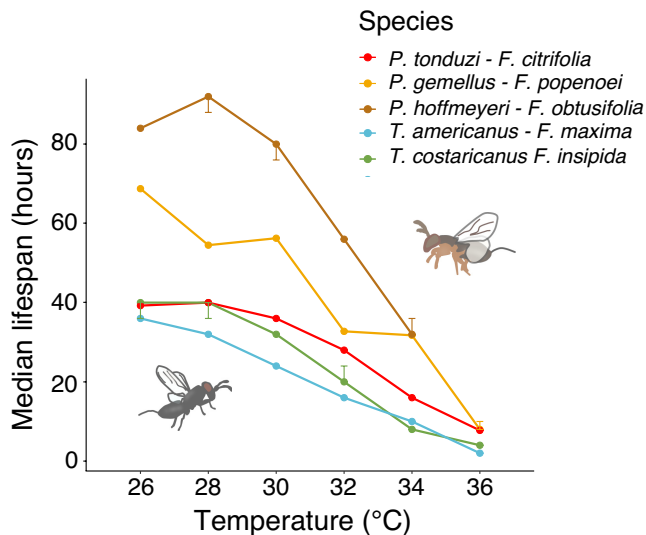 Species
P. tonduzi - F. citrifolia
P. gemellus - F. popenoei
P. hoffmeyeri - F. obtusifolia
T. americanus - F. maxima
T. costaricanus F. insipida
Median lifespan (hours)
80
60
40
20
0
26 28 30 32 34 36
Temperature (°C)